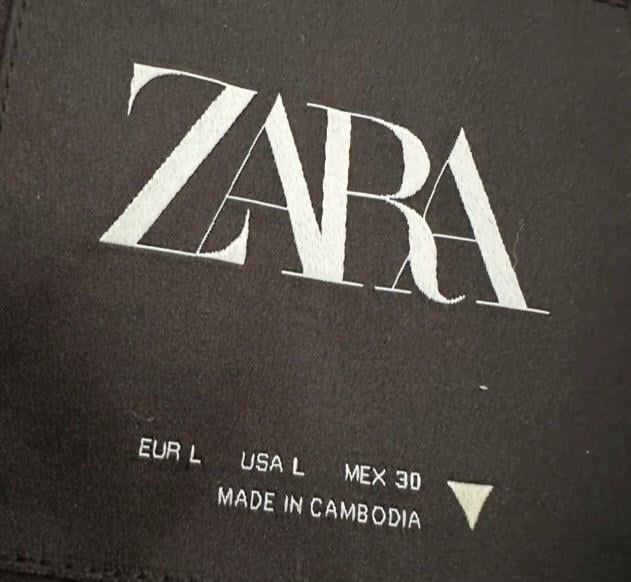 ZARA
EUR L USA L MEX 30
MADE IN CAMBODIA